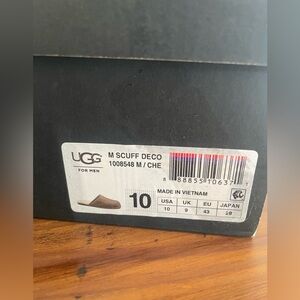 UGG
FOR MEN
M SCUFF DECO
1008548 M / CHE
MADE IN VIETNAM
10
USA UK EU JAPAN
10 9 43 28